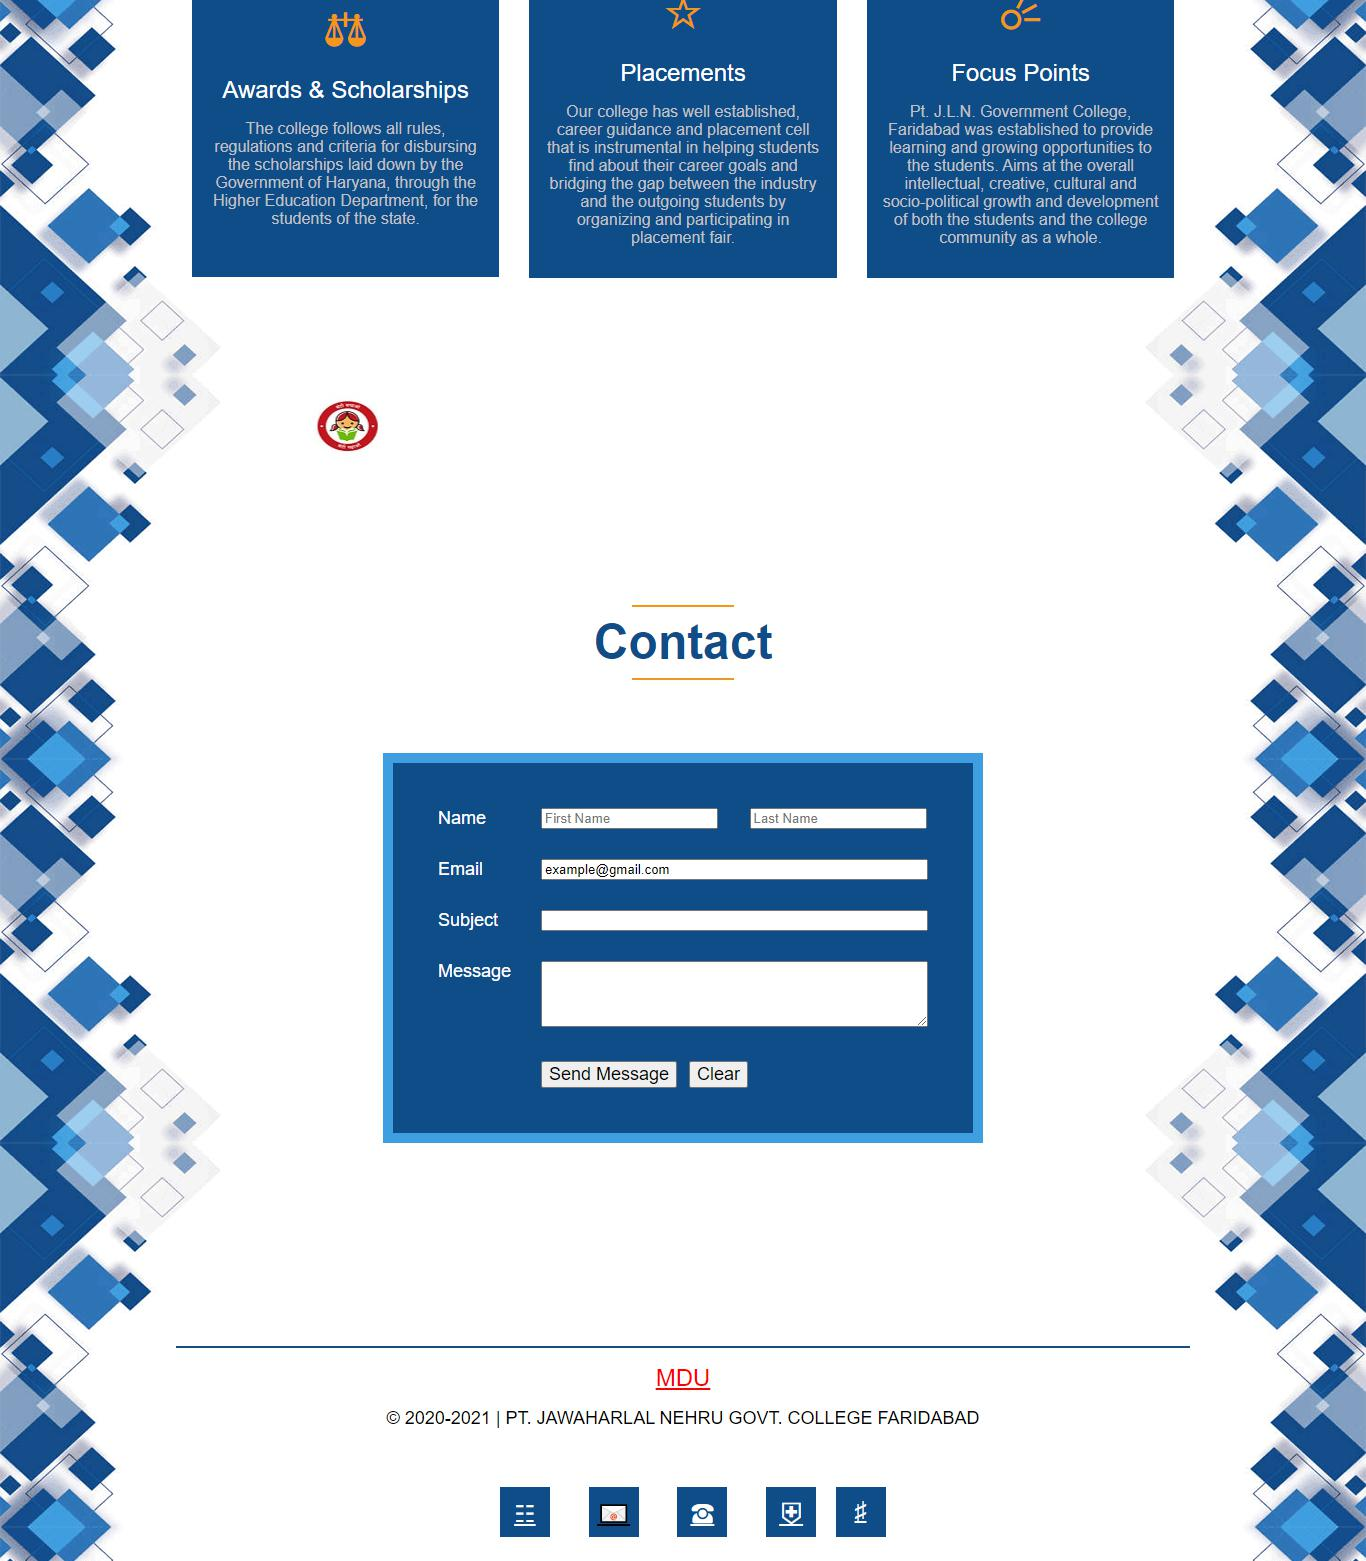 Awards & Scholarships
The college follows all rules,
regulations and criteria for disbursing
the scholarships laid down by the
Government of Haryana, through the
Higher Education Department, for the
students of the state.
Placements
Our college has well established,
career guidance and placement cell
that is instrumental in helping students
find about their career goals and
bridging the gap between the industry
and the outgoing students by
organizing and participating in
placement fair.
Focus Points
Pt. J.L.N. Government College,
Faridabad was established to provide
learning and growing opportunities to
the students. Aims at the overall
intellectual, creative, cultural and
socio-political growth and development
of both the students and the college
community as a whole.
Contact
Name First Name Last Name
Email example@gmail.com
Subject
Message
Send Message Clear
MDU
© 2020-2021 | PT. JAWAHARLAL NEHRU GOVT. COLLEGE FARIDABAD